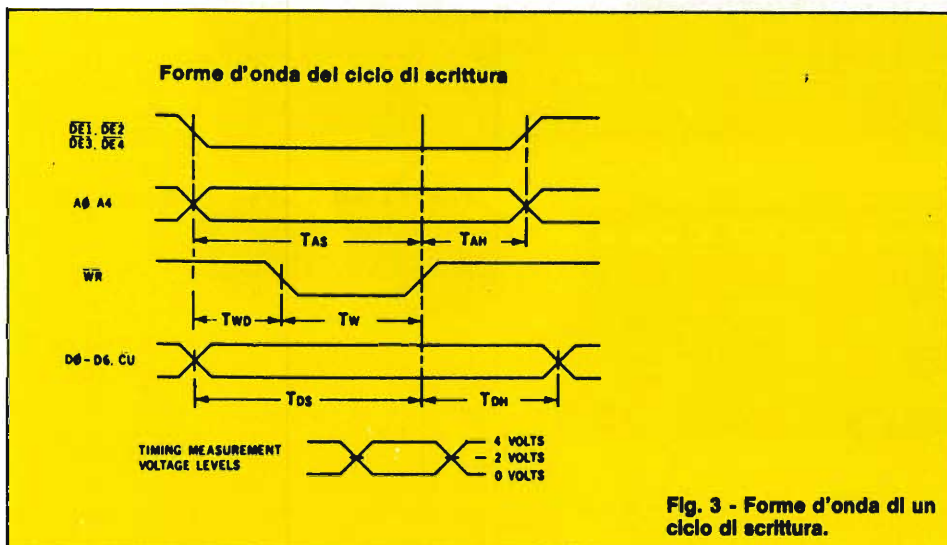 Forme d'onda del ciclo di scrittura
DE1, DE2
DE3, DE4
AØ A4
TAS
TAH
WR
TWD
TW
DØ-D6, CU
TDS
TDH
TIMING MEASUREMENT
VOLTAGE LEVELS
4 VOLTS
2 VOLTS
0 VOLTS
Fig. 3 - Forme d'onda di un
ciclo di scrittura.